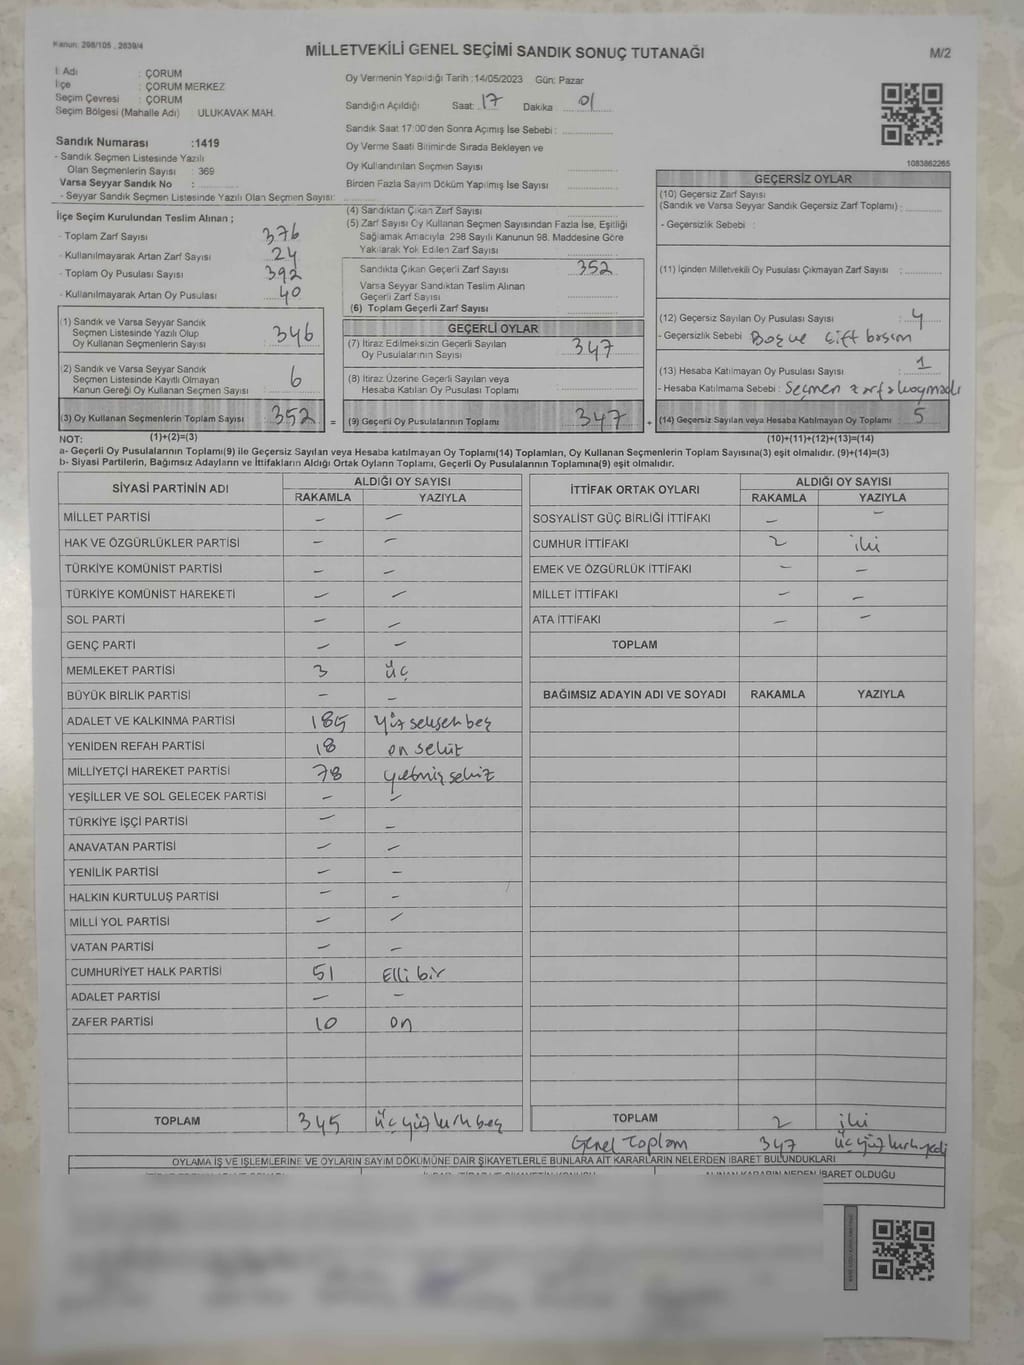 Kanun: 298/105 , 2839/4
MİLLETVEKİLİ GENEL SEÇİMİ SANDIK SONUÇ TUTANAĞI
M/2
İl Adı : ÇORUM
İlçe : ÇORUM MERKEZ
Seçim Çevresi : ÇORUM
Seçim Bölgesi (Mahalle Adı) : ULUKAVAK MAH.
Sandık Numarası :1419
- Sandık Seçmen Listesinde Yazılı
Olan Seçmenlerin Sayısı : 369
Varsa Seyyar Sandık No :
- Seyyar Sandık Seçmen Listesinde Yazılı Olan Seçmen Sayısı:
Oy Vermenin Yapıldığı Tarih :14/05/2023 Gün: Pazar
Sandığın Açıldığı Saat: 17 Dakika : 01
Sandık Saat 17:00'den Sonra Açımış İse Sebebi :
Oy Verme Saati Bitiminde Sırada Bekleyen ve
Oy Kullandırılan Seçmen Sayısı
Birden Fazla Sayım Döküm Yapılmış İse Sayısı
1083862265
İlçe Seçim Kurulundan Teslim Alınan ;
- Toplam Zarf Sayısı 376
- Kullanılmayarak Artan Zarf Sayısı 24
- Toplam Oy Pusulası Sayısı 392
- Kullanılmayarak Artan Oy Pusulası 40
(1) Sandık ve Varsa Seyyar Sandık
Seçmen Listesinde Yazılı Olup
Oy Kullanan Seçmenlerin Sayısı 346
(2) Sandık ve Varsa Seyyar Sandık
Seçmen Listesinde Kayıtlı Olmayan
Kanun Gereği Oy Kullanan Seçmen Sayısı 6
(3) Oy Kullanan Seçmenlerin Toplam Sayısı 352 =
(4) Sandıktan Çıkan Zarf Sayısı
(5) Zarf Sayısı Oy Kullanan Seçmen Sayısından Fazla İse, Eşitliği
Sağlamak Amacıyla 298 Sayılı Kanunun 98. Maddesine Göre
Yakılarak Yok Edilen Zarf Sayısı
Sandıkta Çıkan Geçerli Zarf Sayısı 352
Varsa Seyyar Sandıktan Teslim Alınan
Geçerli Zarf Sayısı
(6) Toplam Geçerli Zarf Sayısı
GEÇERLİ OYLAR
(7) İtiraz Edilmeksizin Geçerli Sayılan
Oy Pusulalarının Sayısı 347
(8) İtiraz Üzerine Geçerli Sayılan veya
Hesaba Katılan Oy Pusulası Toplamı
(9) Geçerli Oy Pusulalarının Toplamı 347 +
GEÇERSİZ OYLAR
(10) Geçersiz Zarf Sayısı
(Sandık ve Varsa Seyyar Sandık Geçersiz Zarf Toplamı) :
- Geçersizlik Sebebi :
(11) İçinden Milletvekili Oy Pusulası Çıkmayan Zarf Sayısı :
(12) Geçersiz Sayılan Oy Pusulası Sayısı : 4
- Geçersizlik Sebebi Boş ve Çift basım
(13) Hesaba Katılmayan Oy Pusulası Sayısı : 1
- Hesaba Katılmama Sebebi : Seçmen zarfa koymadı
(14) Geçersiz Sayılan veya Hesaba Katılmayan Oy Toplamı 5
NOT: (1)+(2)=(3) (10)+(11)+(12)+(13)=(14)
a- Geçerli Oy Pusulalarının Toplamı(9) ile Geçersiz Sayılan veya Hesaba katılmayan Oy Toplamı(14) Toplamları, Oy Kullanan Seçmenlerin Toplam Sayısına(3) eşit olmalıdır. (9)+(14)=(3)
b- Siyasi Partilerin, Bağımsız Adayların ve İttifakların Aldığı Ortak Oyların Toplamı, Geçerli Oy Pusulalarının Toplamına(9) eşit olmalıdır.
SİYASİ PARTİNİN ADI ALDIĞI OY SAYISI
RAKAMLA YAZIYLA
MİLLET PARTİSİ — —
HAK VE ÖZGÜRLÜKLER PARTİSİ — —
TÜRKİYE KOMÜNİST PARTİSİ — —
TÜRKİYE KOMÜNİST HAREKETİ — —
SOL PARTİ — —
GENÇ PARTİ — —
MEMLEKET PARTİSİ 3 üç
BÜYÜK BİRLİK PARTİSİ — —
ADALET VE KALKINMA PARTİSİ 185 yüz seksen beş
YENİDEN REFAH PARTİSİ 18 on sekiz
MİLLİYETÇİ HAREKET PARTİSİ 78 yetmiş sekiz
YEŞİLLER VE SOL GELECEK PARTİSİ — —
TÜRKİYE İŞÇİ PARTİSİ — —
ANAVATAN PARTİSİ — —
YENİLİK PARTİSİ — —
HALKIN KURTULUŞ PARTİSİ — —
MİLLİ YOL PARTİSİ — —
VATAN PARTİSİ — —
CUMHURİYET HALK PARTİSİ 51 Elli bir
ADALET PARTİSİ — —
ZAFER PARTİSİ 10 on
TOPLAM 345 üç yüz kırk beş
İTTİFAK ORTAK OYLARI ALDIĞI OY SAYISI
RAKAMLA YAZIYLA
SOSYALİST GÜÇ BİRLİĞİ İTTİFAKI — —
CUMHUR İTTİFAKI 2 iki
EMEK VE ÖZGÜRLÜK İTTİFAKI — —
MİLLET İTTİFAKI — —
ATA İTTİFAKI — —
TOPLAM
BAĞIMSIZ ADAYIN ADI VE SOYADI RAKAMLA YAZIYLA
TOPLAM 2 iki
Genel Toplam 347 üç yüz kırk yedi
OYLAMA İŞ VE İŞLEMLERİNE VE OYLARIN SAYIM DÖKÜMÜNE DAİR ŞİKAYETLERLE BUNLARA AİT KARARLARIN NELERDEN İBARET BULUNDUKLARI
ALINAN KARARIN NEDEN İBARET OLDUĞU